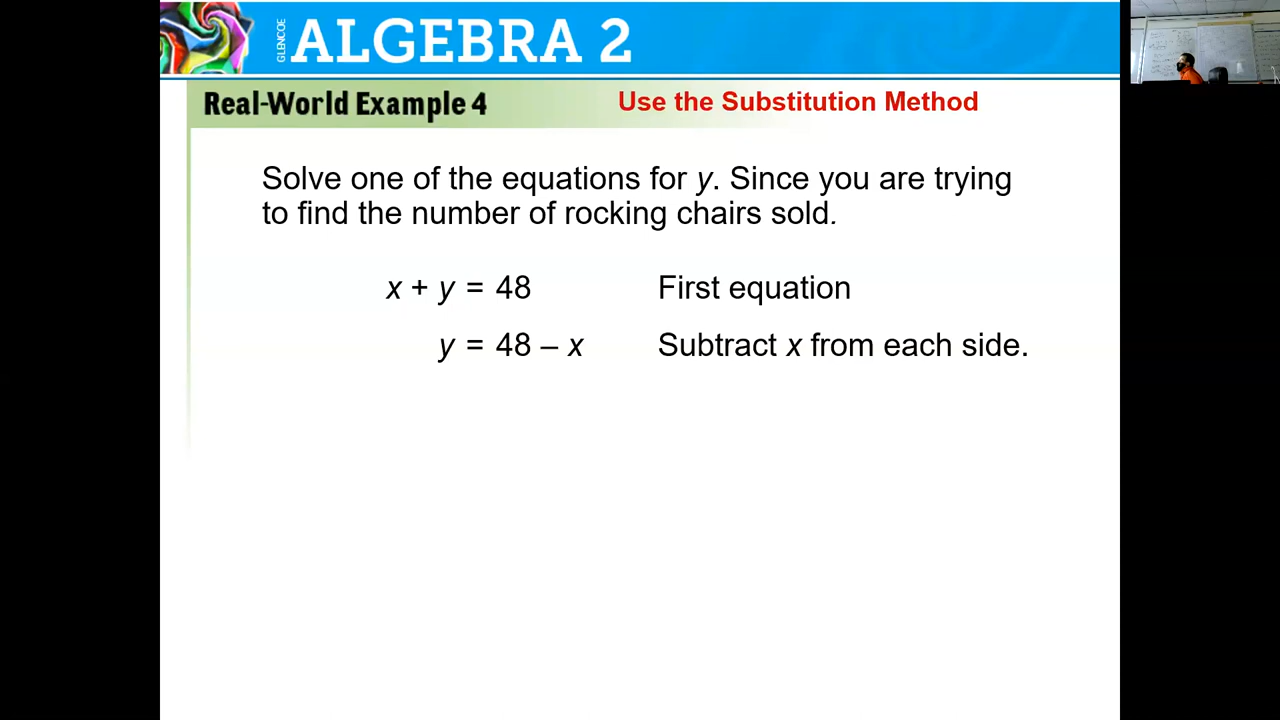 GLENCOE ALGEBRA 2
Real-World Example 4 Use the Substitution Method
Solve one of the equations for y. Since you are trying
to find the number of rocking chairs sold.
x + y = 48 First equation
y = 48 – x Subtract x from each side.